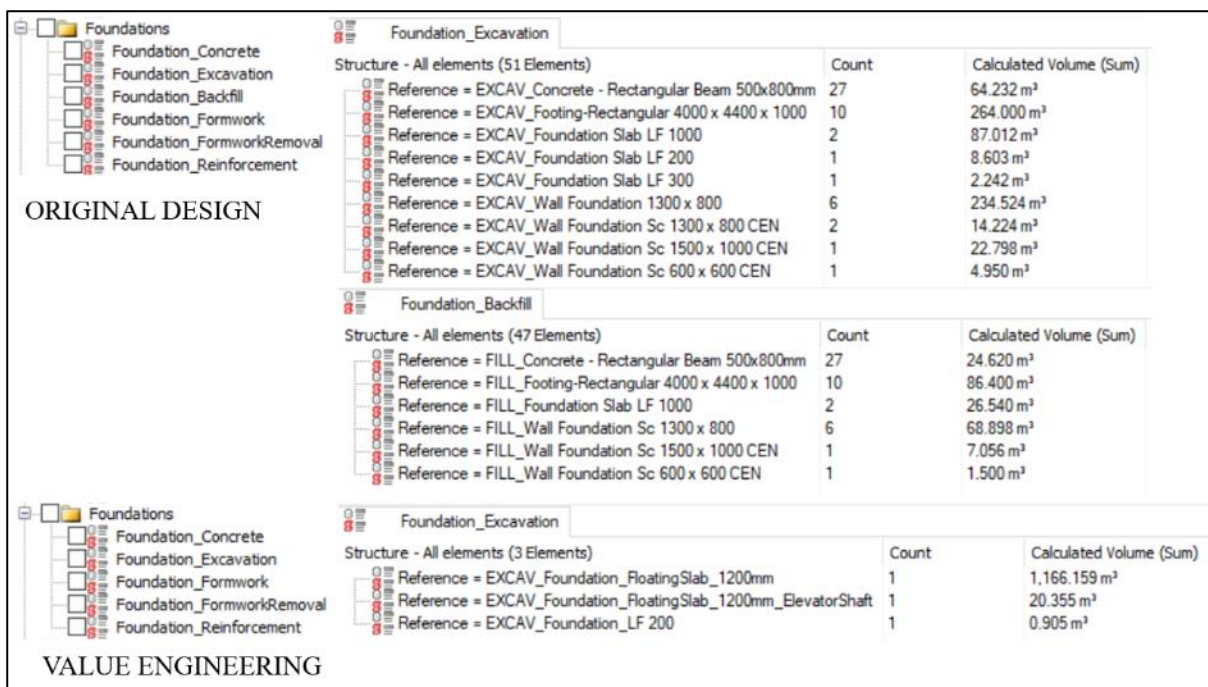 Foundations
Foundation_Concrete
Foundation_Excavation
Foundation_Backfill
Foundation_Formwork
Foundation_FormworkRemoval
Foundation_Reinforcement
ORIGINAL DESIGN
Foundation_Excavation
Structure - All elements (51 Elements) Count Calculated Volume (Sum)
Reference = EXCAV_Concrete - Rectangular Beam 500x800mm 27 64.232 m³
Reference = EXCAV_Footing-Rectangular 4000 x 4400 x 1000 10 264.000 m³
Reference = EXCAV_Foundation Slab LF 1000 2 87.012 m³
Reference = EXCAV_Foundation Slab LF 200 1 8.603 m³
Reference = EXCAV_Foundation Slab LF 300 1 2.242 m³
Reference = EXCAV_Wall Foundation 1300 x 800 6 234.524 m³
Reference = EXCAV_Wall Foundation Sc 1300 x 800 CEN 2 14.224 m³
Reference = EXCAV_Wall Foundation Sc 1500 x 1000 CEN 1 22.798 m³
Reference = EXCAV_Wall Foundation Sc 600 x 600 CEN 1 4.950 m³
Foundation_Backfill
Structure - All elements (47 Elements) Count Calculated Volume (Sum)
Reference = FILL_Concrete - Rectangular Beam 500x800mm 27 24.620 m³
Reference = FILL_Footing-Rectangular 4000 x 4400 x 1000 10 86.400 m³
Reference = FILL_Foundation Slab LF 1000 2 26.540 m³
Reference = FILL_Wall Foundation Sc 1300 x 800 6 68.898 m³
Reference = FILL_Wall Foundation Sc 1500 x 1000 CEN 1 7.056 m³
Reference = FILL_Wall Foundation Sc 600 x 600 CEN 1 1.500 m³
Foundations
Foundation_Concrete
Foundation_Excavation
Foundation_Formwork
Foundation_FormworkRemoval
Foundation_Reinforcement
VALUE ENGINEERING
Foundation_Excavation
Structure - All elements (3 Elements) Count Calculated Volume (Sum)
Reference = EXCAV_Foundation_FloatingSlab_1200mm 1 1,166.159 m³
Reference = EXCAV_Foundation_FloatingSlab_1200mm_ElevatorShaft 1 20.355 m³
Reference = EXCAV_Foundation_LF 200 1 0.905 m³